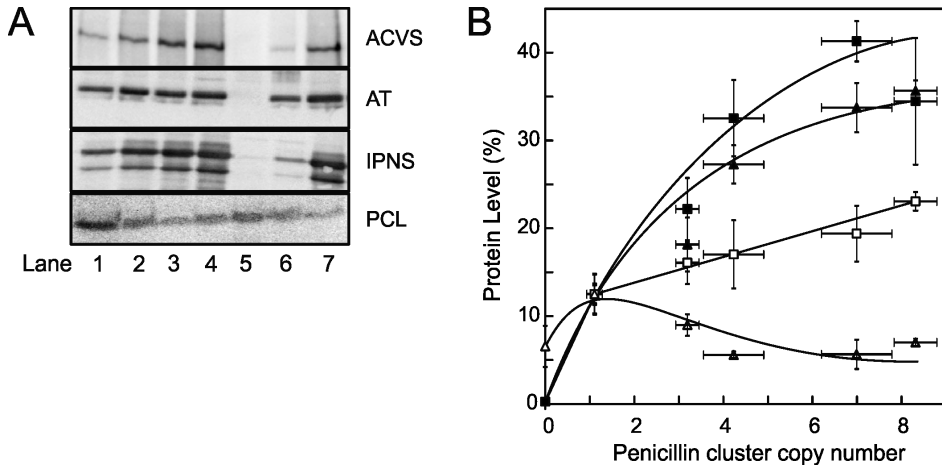 A
ACVS
AT
IPNS
PCL
Lane 1 2 3 4 5 6 7
B
Protein Level (%)
40
30
20
10
0
0 2 4 6 8
Penicillin cluster copy number